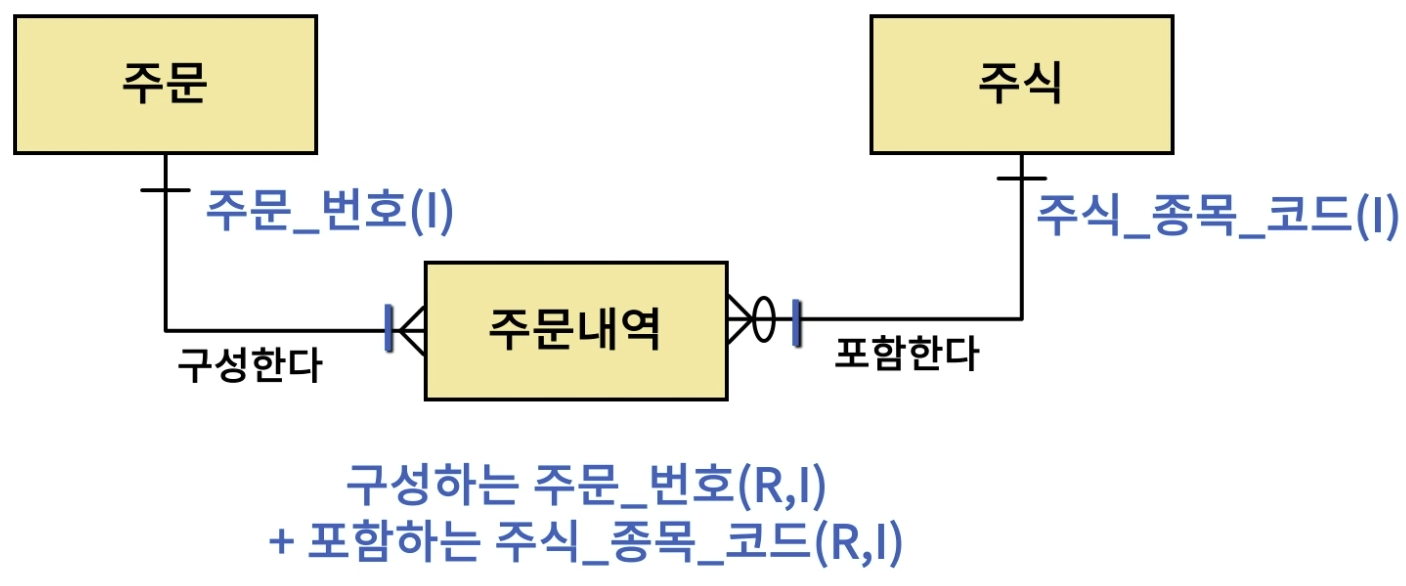 주문
주식
주문_번호(I)
주식_종목_코드(I)
주문내역
구성한다
포함한다
구성하는 주문_번호(R,I)
+ 포함하는 주식_종목_코드(R,I)